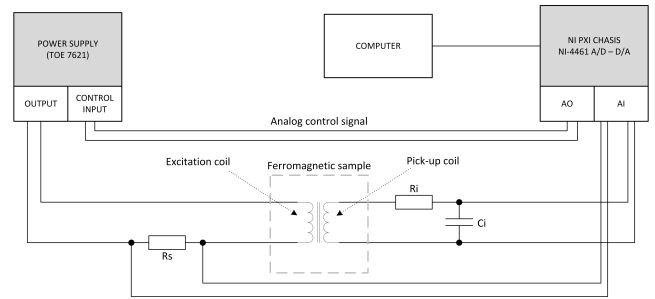 POWER SUPPLY
(TOE 7621)
OUTPUT
CONTROL
INPUT
COMPUTER
NI PXI CHASIS
NI-4461 A/D – D/A
AO
AI
Analog control signal
Excitation coil
Ferromagnetic sample
Pick-up coil
Ri
Ci
Rs